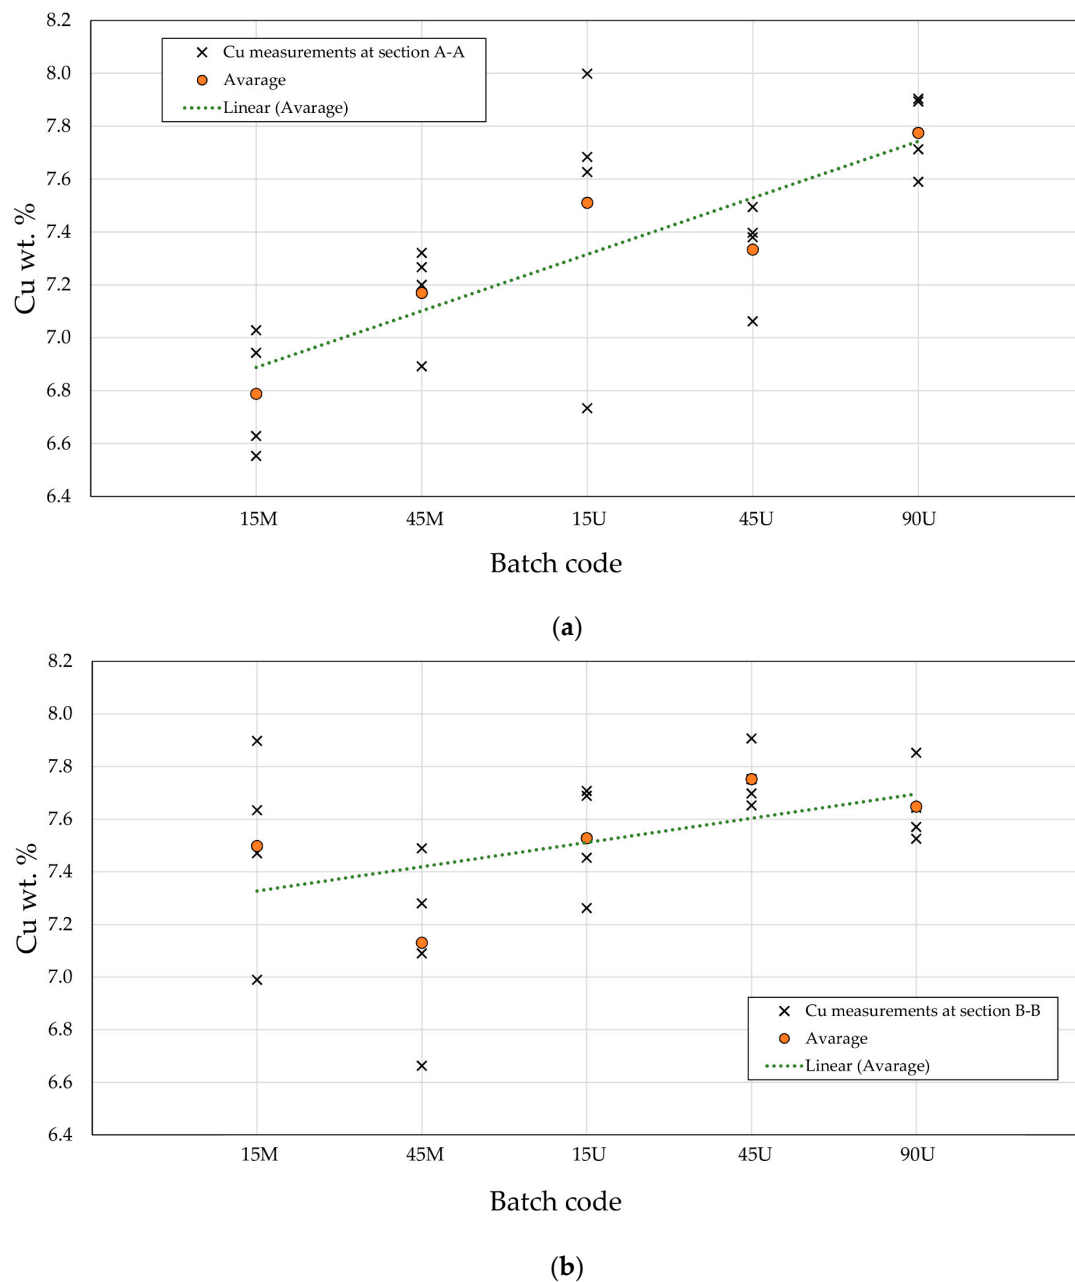 8.2
8.0
7.8
7.6
7.4
7.2
7.0
6.8
6.6
6.4
Cu wt. %
Cu measurements at section A-A
Avarage
Linear (Avarage)
15M 45M 15U 45U 90U
Batch code
(a)
8.2
8.0
7.8
7.6
7.4
7.2
7.0
6.8
6.6
6.4
Cu wt. %
Cu measurements at section B-B
Avarage
Linear (Avarage)
15M 45M 15U 45U 90U
Batch code
(b)